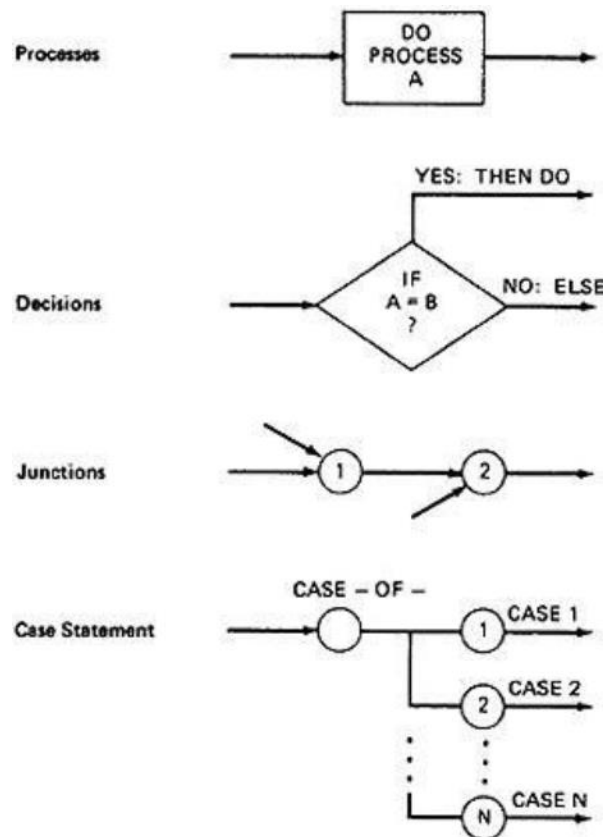 Processes
DO
PROCESS
A
YES: THEN DO
Decisions
IF
A = B
?
NO: ELSE
Junctions
1
2
CASE – OF –
Case Statement
1
CASE 1
2
CASE 2
N
CASE N